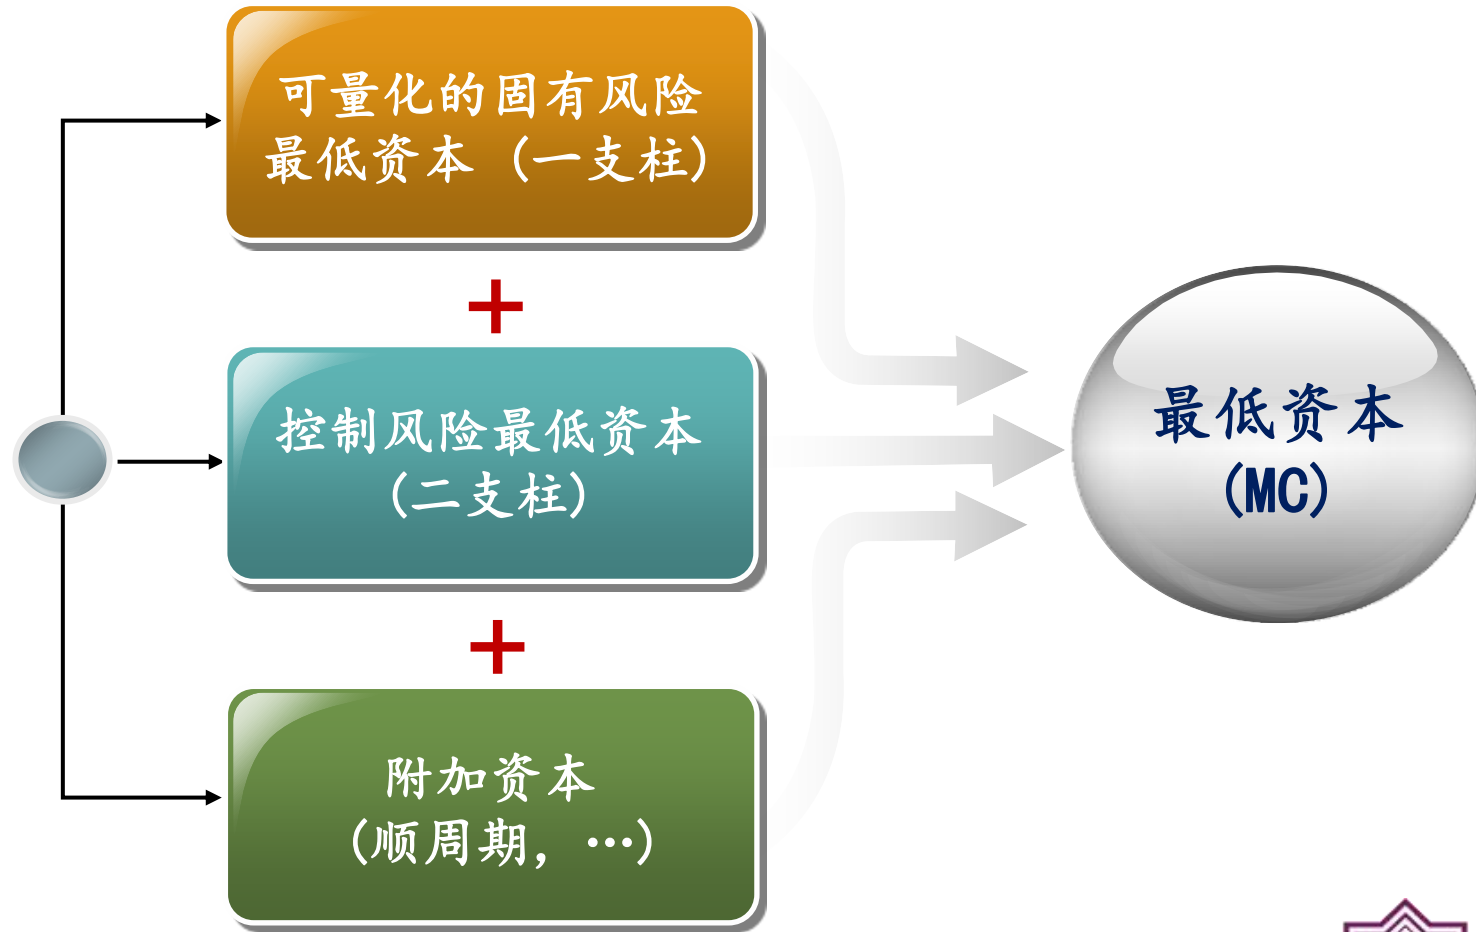 可量化的固有风险
最低资本（一支柱）
+
控制风险最低资本
（二支柱）
+
附加资本
（顺周期，…）
最低资本
(MC)